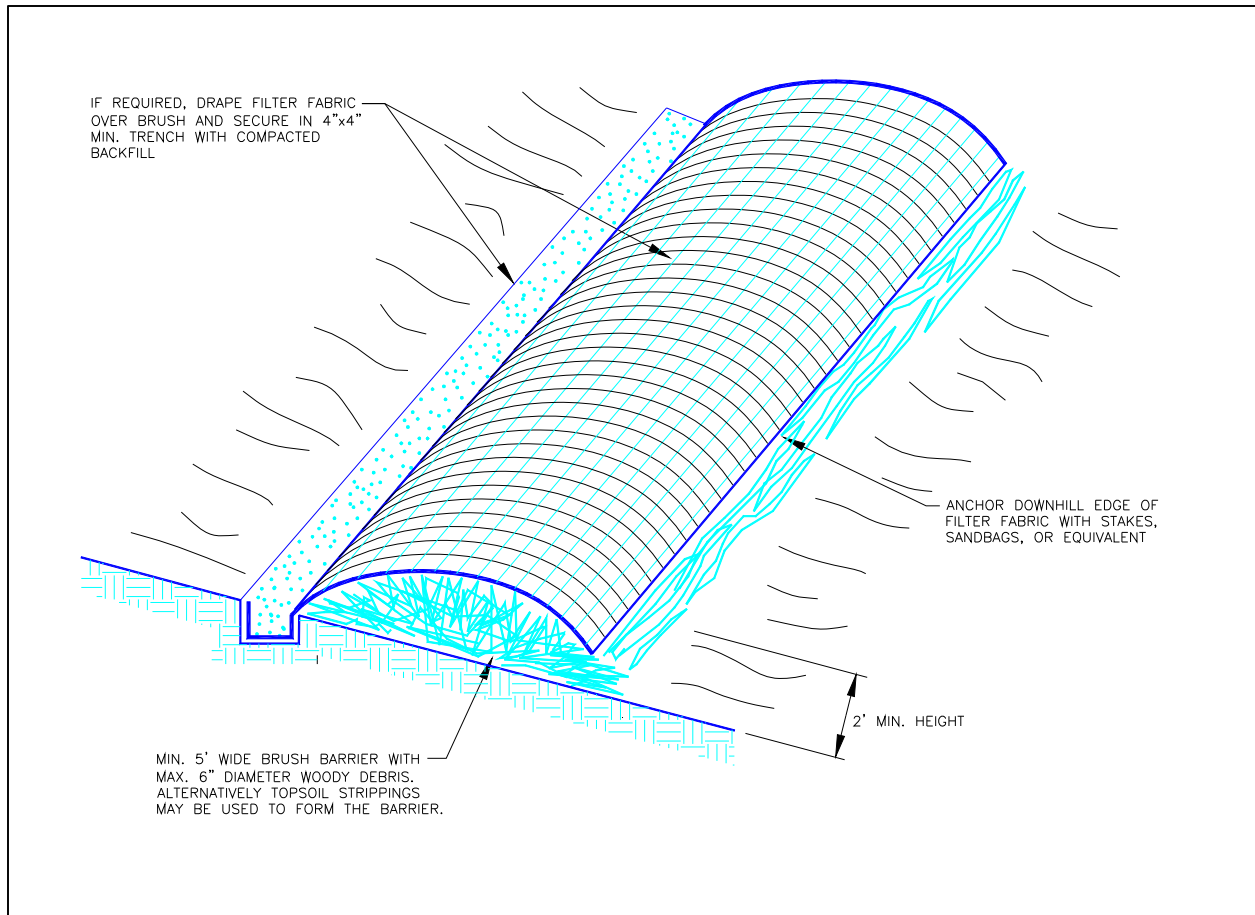 IF REQUIRED, DRAPE FILTER FABRIC
OVER BRUSH AND SECURE IN 4"x4"
MIN. TRENCH WITH COMPACTED
BACKFILL
ANCHOR DOWNHILL EDGE OF
FILTER FABRIC WITH STAKES,
SANDBAGS, OR EQUIVALENT
2' MIN. HEIGHT
MIN. 5' WIDE BRUSH BARRIER WITH
MAX. 6" DIAMETER WOODY DEBRIS.
ALTERNATIVELY TOPSOIL STRIPPINGS
MAY BE USED TO FORM THE BARRIER.